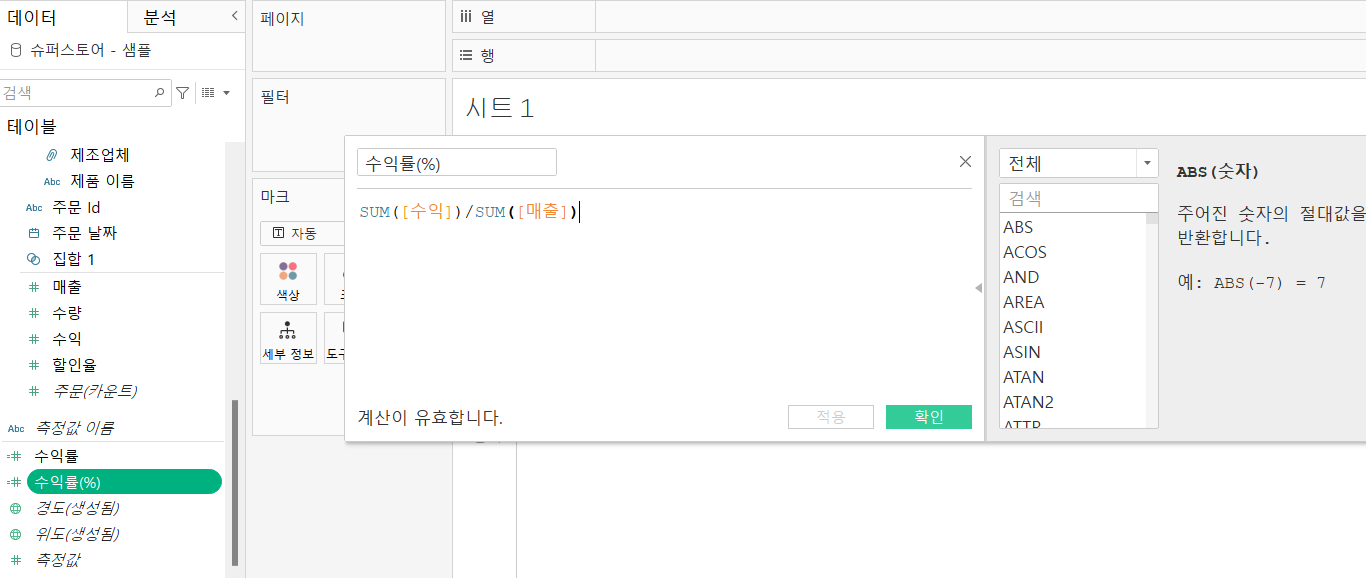 데이터
분석
슈퍼스토어 - 샘플
검색
테이블
제조업체
Abc 제품 이름
Abc 주문 Id
주문 날짜
집합 1
매출
수량
수익
할인율
주문(카운트)
Abc 측정값 이름
수익률
수익률(%)
경도(생성됨)
위도(생성됨)
측정값
페이지
필터
마크
자동
색상
세부 정보
도구
열
행
시트 1
수익률(%)
SUM([수익])/SUM([매출])
계산이 유효합니다.
적용
확인
전체
검색
ABS
ACOS
AND
AREA
ASCII
ASIN
ATAN
ATAN2
ATTR
ABS(숫자)
주어진 숫자의 절대값을
반환합니다.
예: ABS(-7) = 7